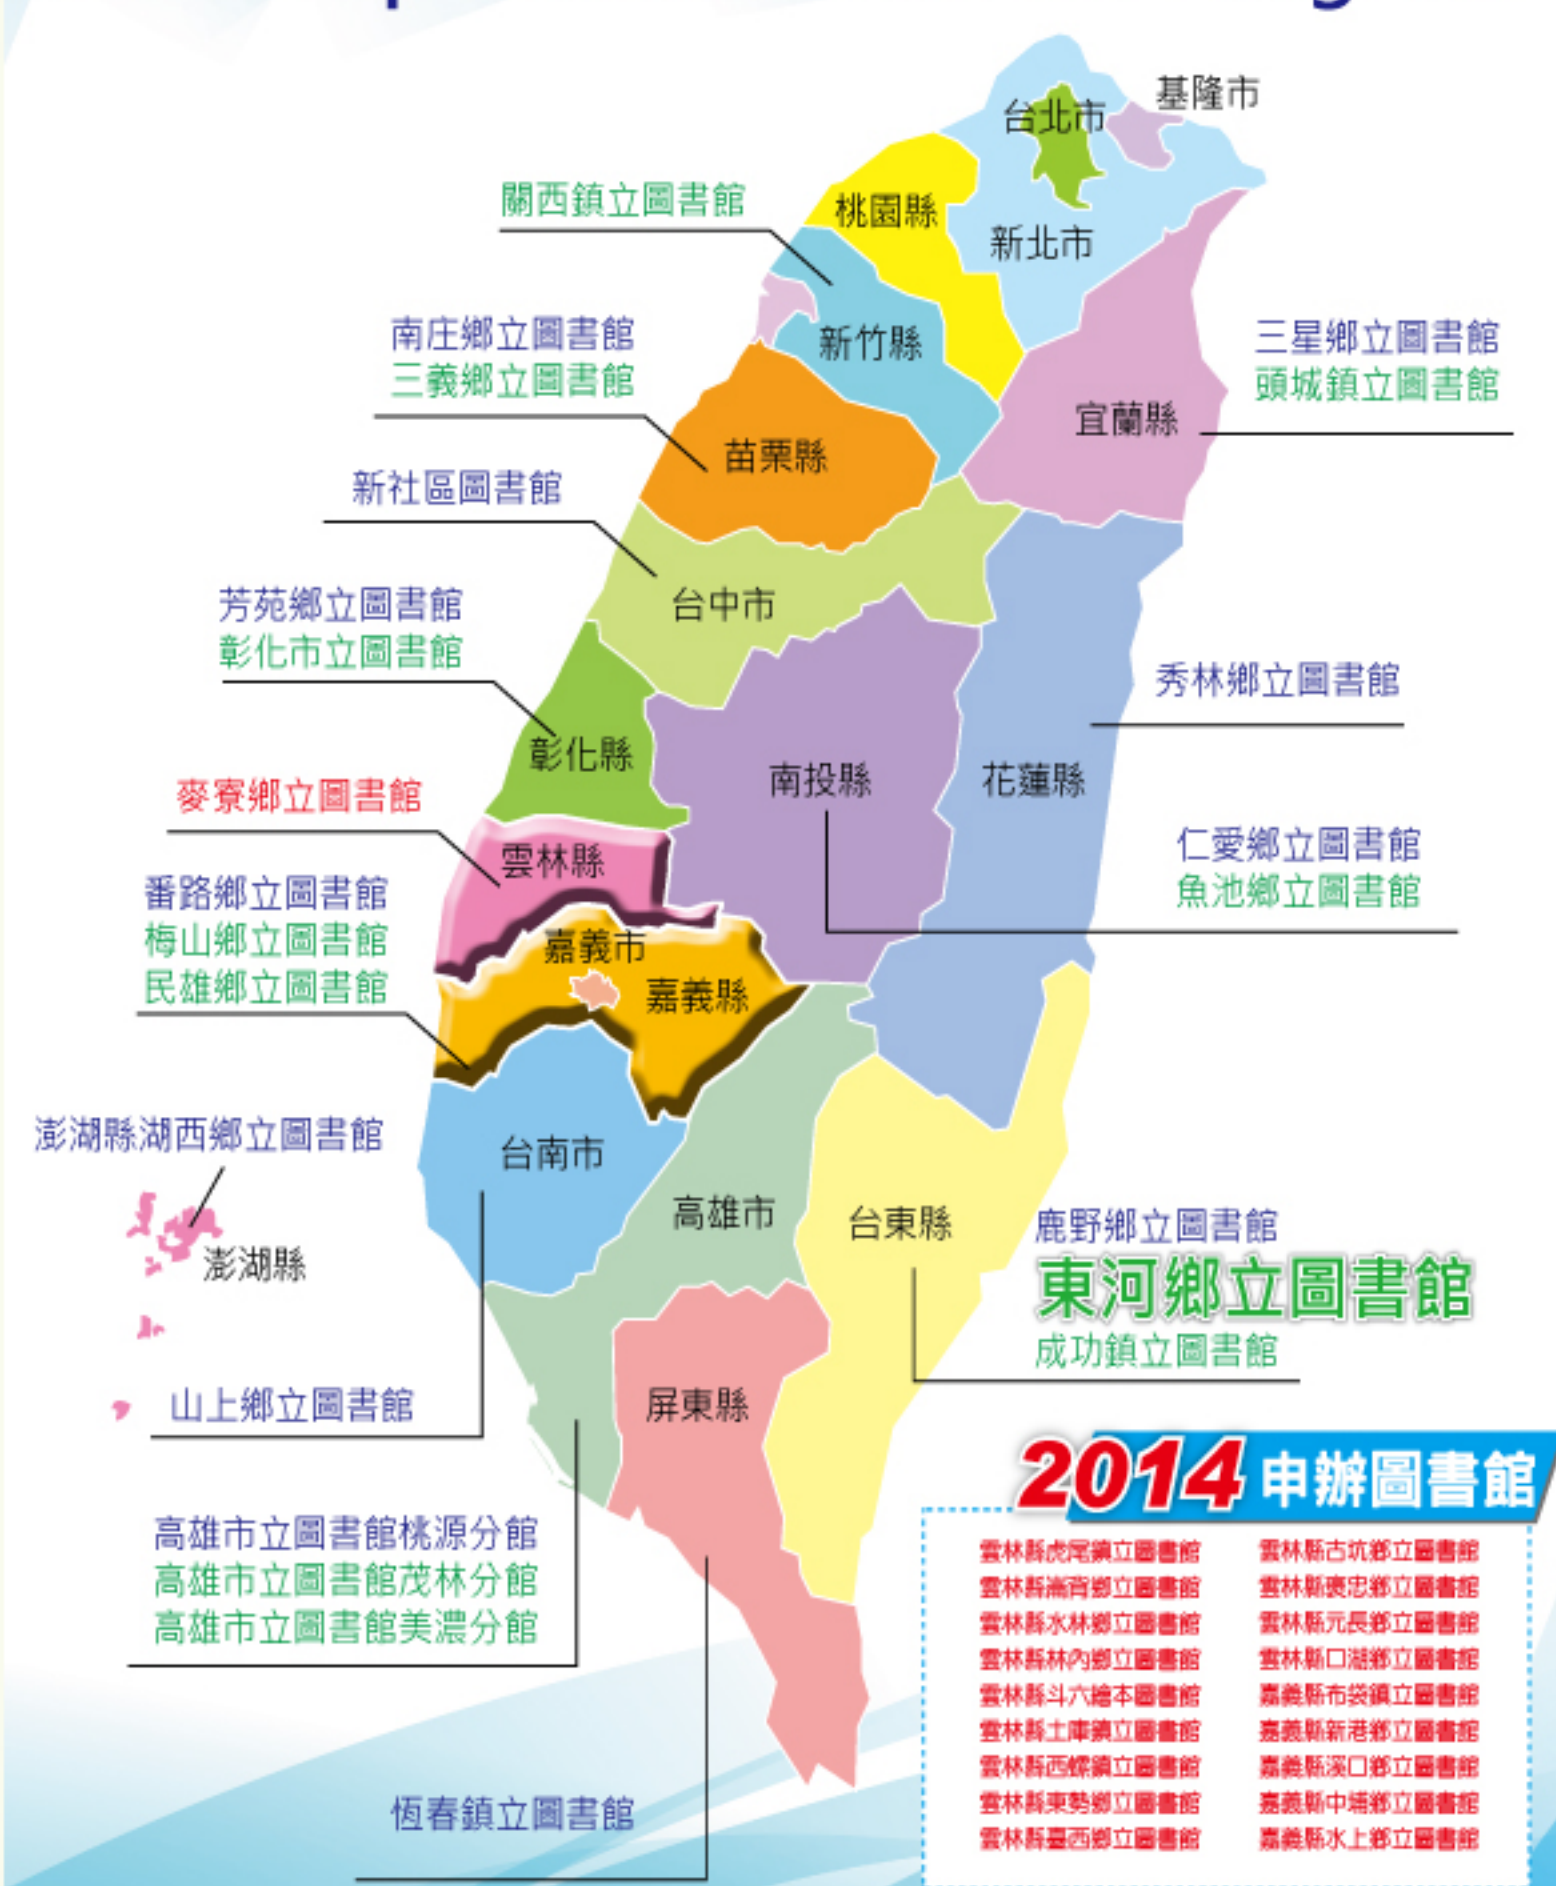 基隆市
台北市
關西鎮立圖書館
桃園縣
新北市
南庄鄉立圖書館
三義鄉立圖書館
新竹縣
三星鄉立圖書館
頭城鎮立圖書館
宜蘭縣
苗栗縣
新社區圖書館
台中市
芳苑鄉立圖書館
彰化市立圖書館
秀林鄉立圖書館
彰化縣
南投縣
花蓮縣
麥寮鄉立圖書館
雲林縣
仁愛鄉立圖書館
魚池鄉立圖書館
番路鄉立圖書館
梅山鄉立圖書館
民雄鄉立圖書館
嘉義市
嘉義縣
澎湖縣湖西鄉立圖書館
台南市
澎湖縣
高雄市
台東縣
鹿野鄉立圖書館
東河鄉立圖書館
成功鎮立圖書館
山上鄉立圖書館
屏東縣
高雄市立圖書館桃源分館
高雄市立圖書館茂林分館
高雄市立圖書館美濃分館
恆春鎮立圖書館
2014 申辦圖書館
雲林縣虎尾鎮立圖書館
雲林縣崙背鄉立圖書館
雲林縣水林鄉立圖書館
雲林縣林內鄉立圖書館
雲林縣斗六繪本圖書館
雲林縣土庫鎮立圖書館
雲林縣西螺鎮立圖書館
雲林縣東勢鄉立圖書館
雲林縣臺西鄉立圖書館
雲林縣古坑鄉立圖書館
雲林縣褒忠鄉立圖書館
雲林縣元長鄉立圖書館
雲林縣口湖鄉立圖書館
嘉義縣布袋鎮立圖書館
嘉義縣新港鄉立圖書館
嘉義縣溪口鄉立圖書館
嘉義縣中埔鄉立圖書館
嘉義縣水上鄉立圖書館